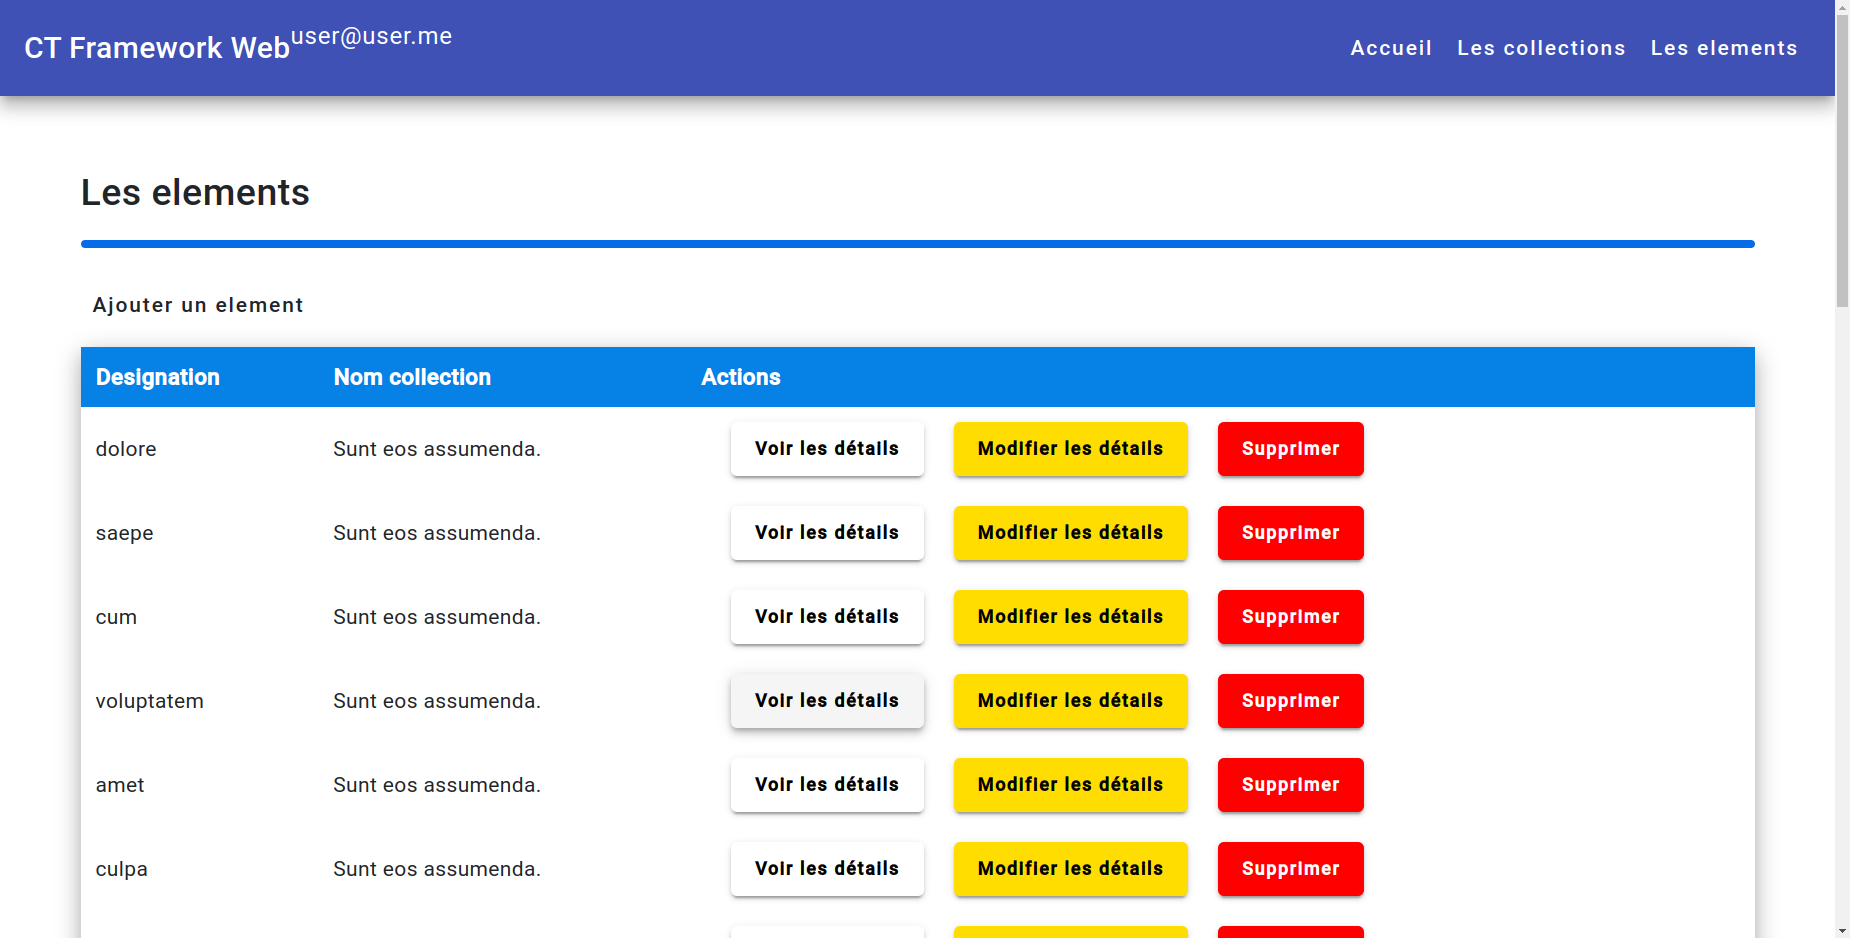 CT Framework Web user@user.me Accueil Les collections Les elements
Les elements
Ajouter un element
Designation Nom collection Actions
dolore Sunt eos assumenda. Voir les détails Modifier les détails Supprimer
saepe Sunt eos assumenda. Voir les détails Modifier les détails Supprimer
cum Sunt eos assumenda. Voir les détails Modifier les détails Supprimer
voluptatem Sunt eos assumenda. Voir les détails Modifier les détails Supprimer
amet Sunt eos assumenda. Voir les détails Modifier les détails Supprimer
culpa Sunt eos assumenda. Voir les détails Modifier les détails Supprimer